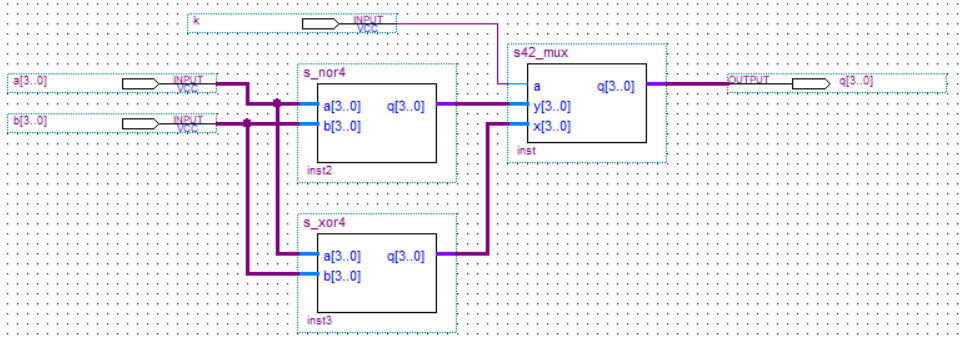 k
INPUT
VCC
s42_mux
a[3..0]
INPUT
VCC
s_nor4
a
q[3..0]
OUTPUT
q[3..0]
a[3..0]
q[3..0]
y[3..0]
b[3..0]
INPUT
VCC
b[3..0]
x[3..0]
inst
inst2
s_xor4
a[3..0]
q[3..0]
b[3..0]
inst3